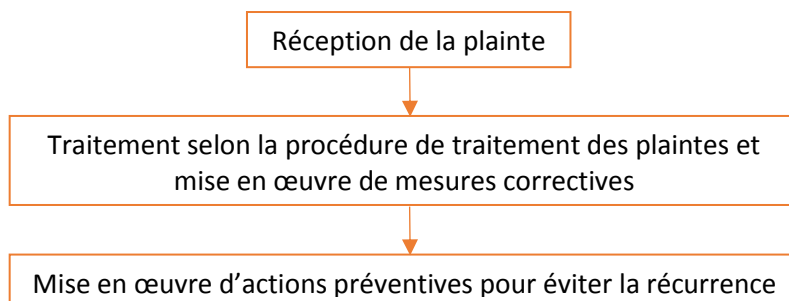 Réception de la plainte
Traitement selon la procédure de traitement des plaintes et
mise en œuvre de mesures correctives
Mise en œuvre d’actions préventives pour éviter la récurrence